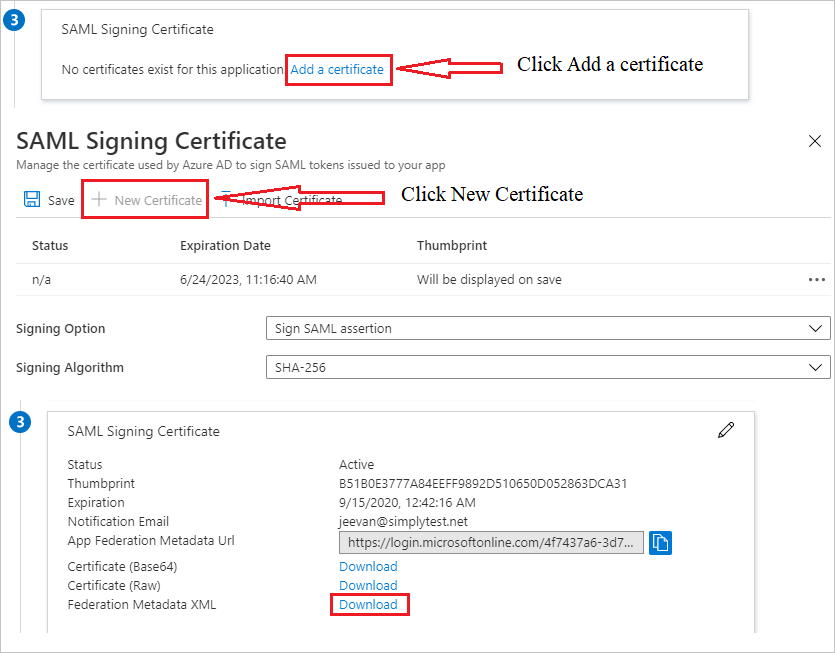 3
SAML Signing Certificate
No certificates exist for this application. Add a certificate
Click Add a certificate
SAML Signing Certificate
Manage the certificate used by Azure AD to sign SAML tokens issued to your app
Save New Certificate Import Certificate
Click New Certificate
Status Expiration Date Thumbprint
n/a 6/24/2023, 11:16:40 AM Will be displayed on save
Signing Option Sign SAML assertion
Signing Algorithm SHA-256
3
SAML Signing Certificate
Status Active
Thumbprint B51B0E3777A84EEFF9892D510650D052863DCA31
Expiration 9/15/2020, 12:42:16 AM
Notification Email jeevan@simplytest.net
App Federation Metadata Url https://login.microsoftonline.com/4f7437a6-3d7...
Certificate (Base64) Download
Certificate (Raw) Download
Federation Metadata XML Download